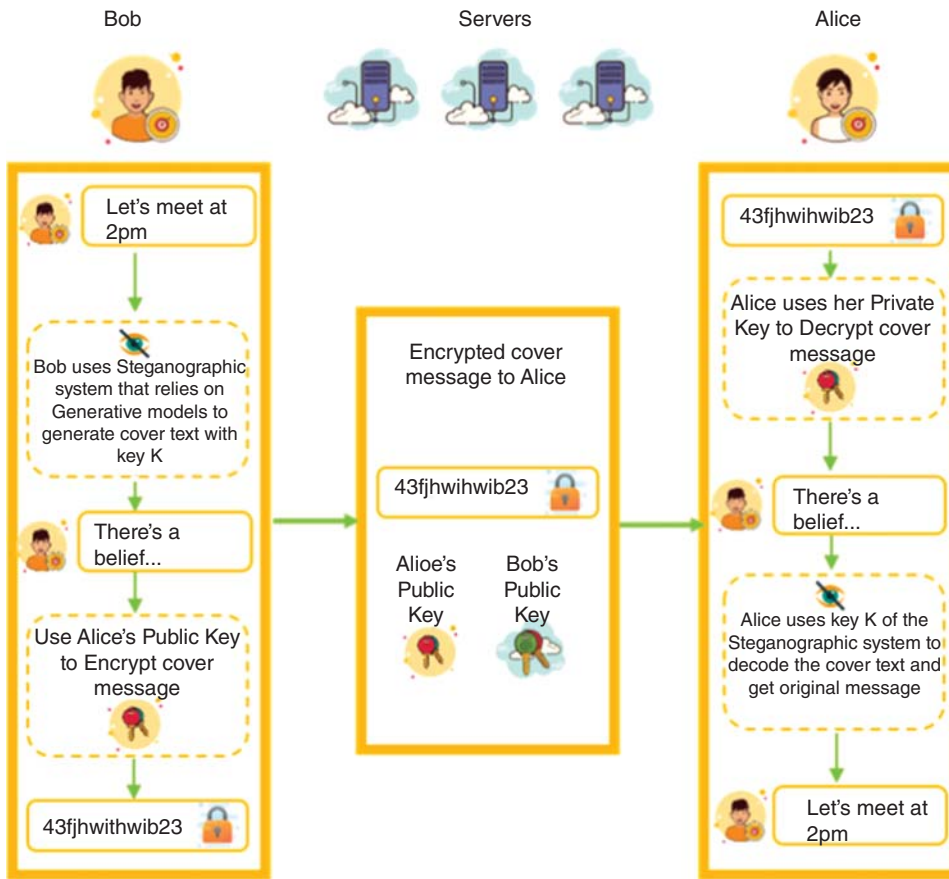 Bob
Servers
Alice
Let's meet at
2pm
Bob uses Steganographic
system that relies on
Generative models to
generate cover text with
key K
There's a
belief...
Use Alice's Public Key
to Encrypt cover
message
43fjhwithwib23
Encrypted cover
message to Alice
43fjhwihwib23
Alioe's
Public
Key
Bob's
Public
Key
43fjhwihwib23
Alice uses her Private
Key to Decrypt cover
message
There's a
belief...
Alice uses key K of the
Steganographic system to
decode the cover text and
get original message
Let's meet at
2pm